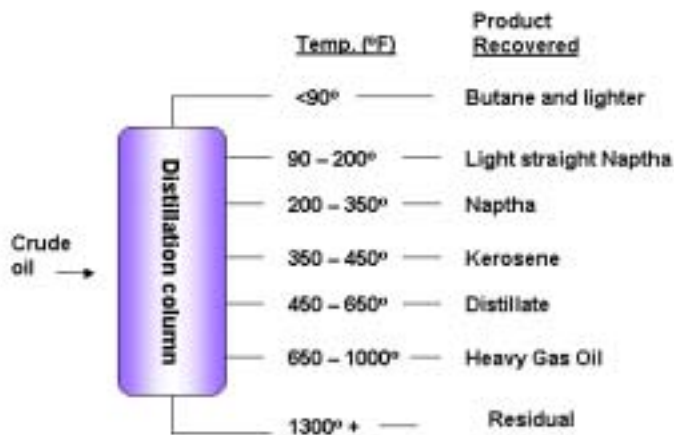 Product
Temp. (ºF) Recovered
<90º Butane and lighter
90 – 200º Light straight Naptha
200 – 350º Naptha
Crude
oil
Distillation column
350 – 450º Kerosene
450 – 650º Distillate
650 – 1000º Heavy Gas Oil
1300º + Residual